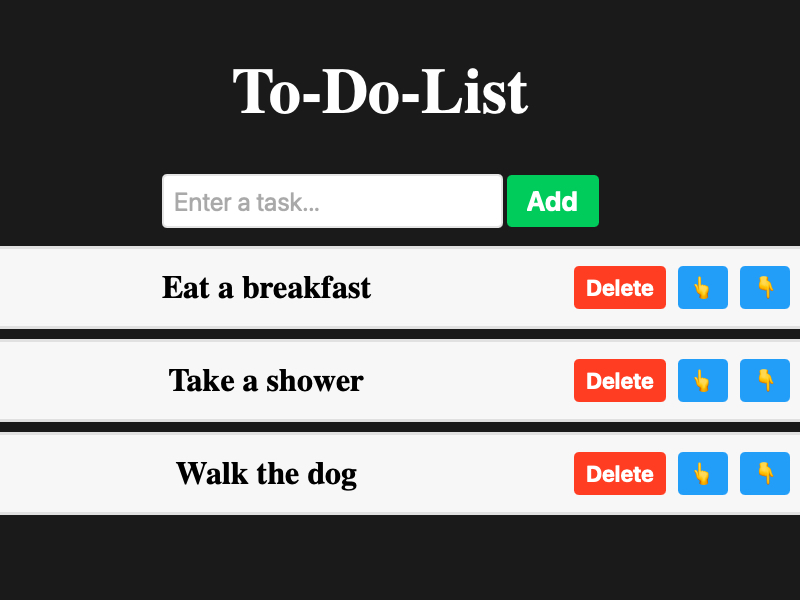 To-Do-List
Enter a task...
Add
Eat a breakfast
Delete
👆
👇
Take a shower
Delete
👆
👇
Walk the dog
Delete
👆
👇